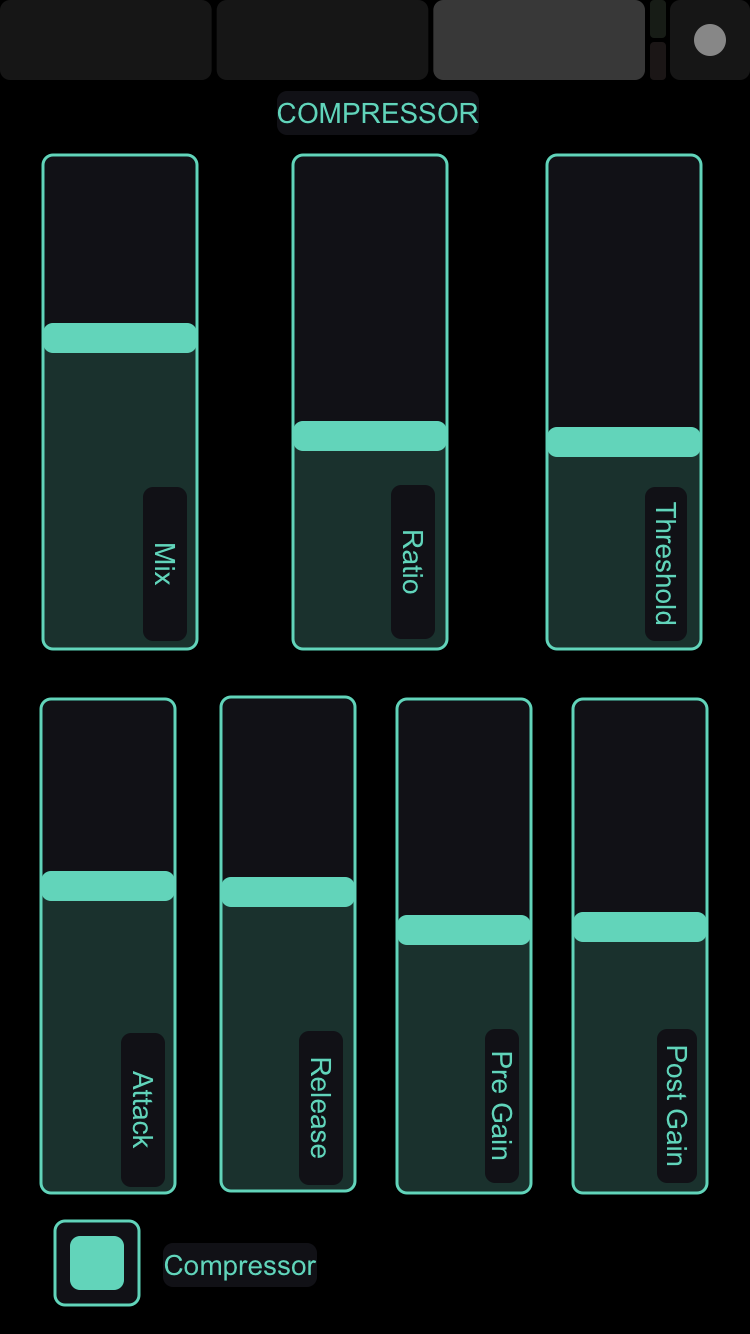 COMPRESSOR
Mix
Ratio
Threshold
Attack
Release
Pre Gain
Post Gain
Compressor